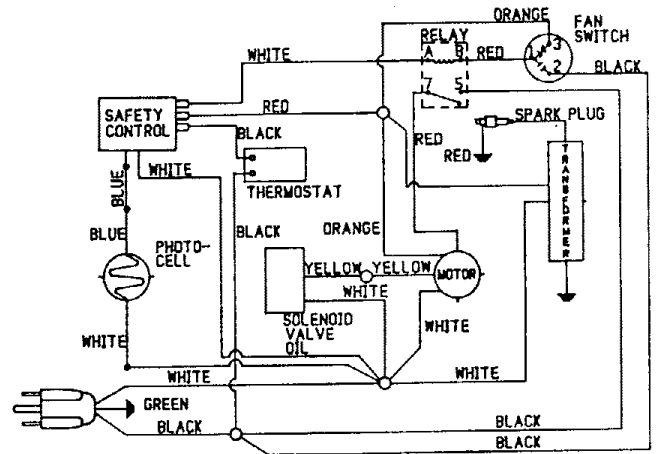 ORANGE
FAN
SWITCH
RELAY
A B
WHITE
RED
1 3
2
BLACK
7 5
SAFETY
CONTROL
RED
SPARK PLUG
BLACK
RED
RED
WHITE
THERMOSTAT
TRANSFORMER
BLUE
BLUE
PHOTO-
CELL
BLACK
ORANGE
YELLOW YELLOW
MOTOR
WHITE
SOLENOID
VALVE
OIL
WHITE
WHITE
WHITE
WHITE
GREEN
BLACK
BLACK
BLACK